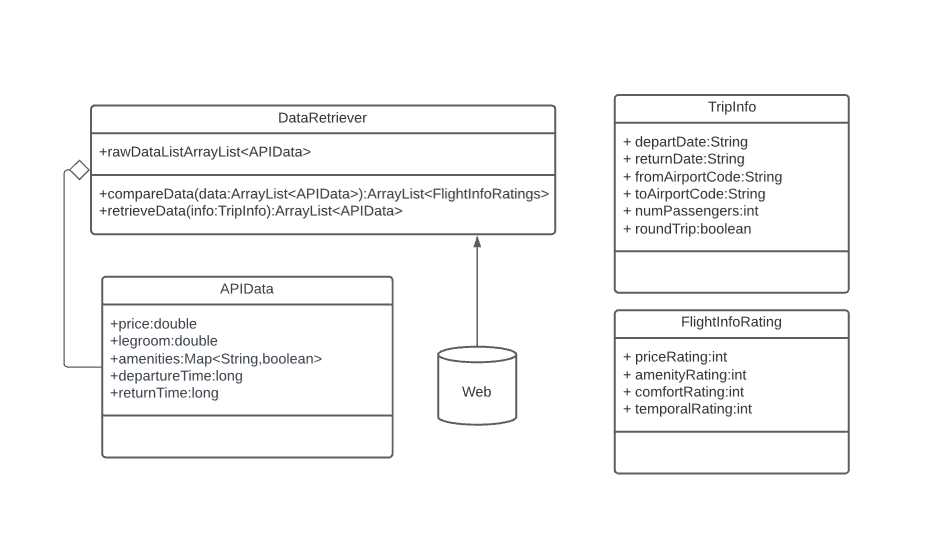 DataRetriever
+rawDataListArrayList<APIData>
+compareData(data:ArrayList<APIData>):ArrayList<FlightInfoRatings>
+retrieveData(info:TripInfo):ArrayList<APIData>
APIData
+price:double
+legroom:double
+amenities:Map<String,boolean>
+departureTime:long
+returnTime:long
Web
TripInfo
+ departDate:String
+ returnDate:String
+ fromAirportCode:String
+ toAirportCode:String
+ numPassengers:int
+ roundTrip:boolean
FlightInfoRating
+ priceRating:int
+ amenityRating:int
+ comfortRating:int
+ temporalRating:int